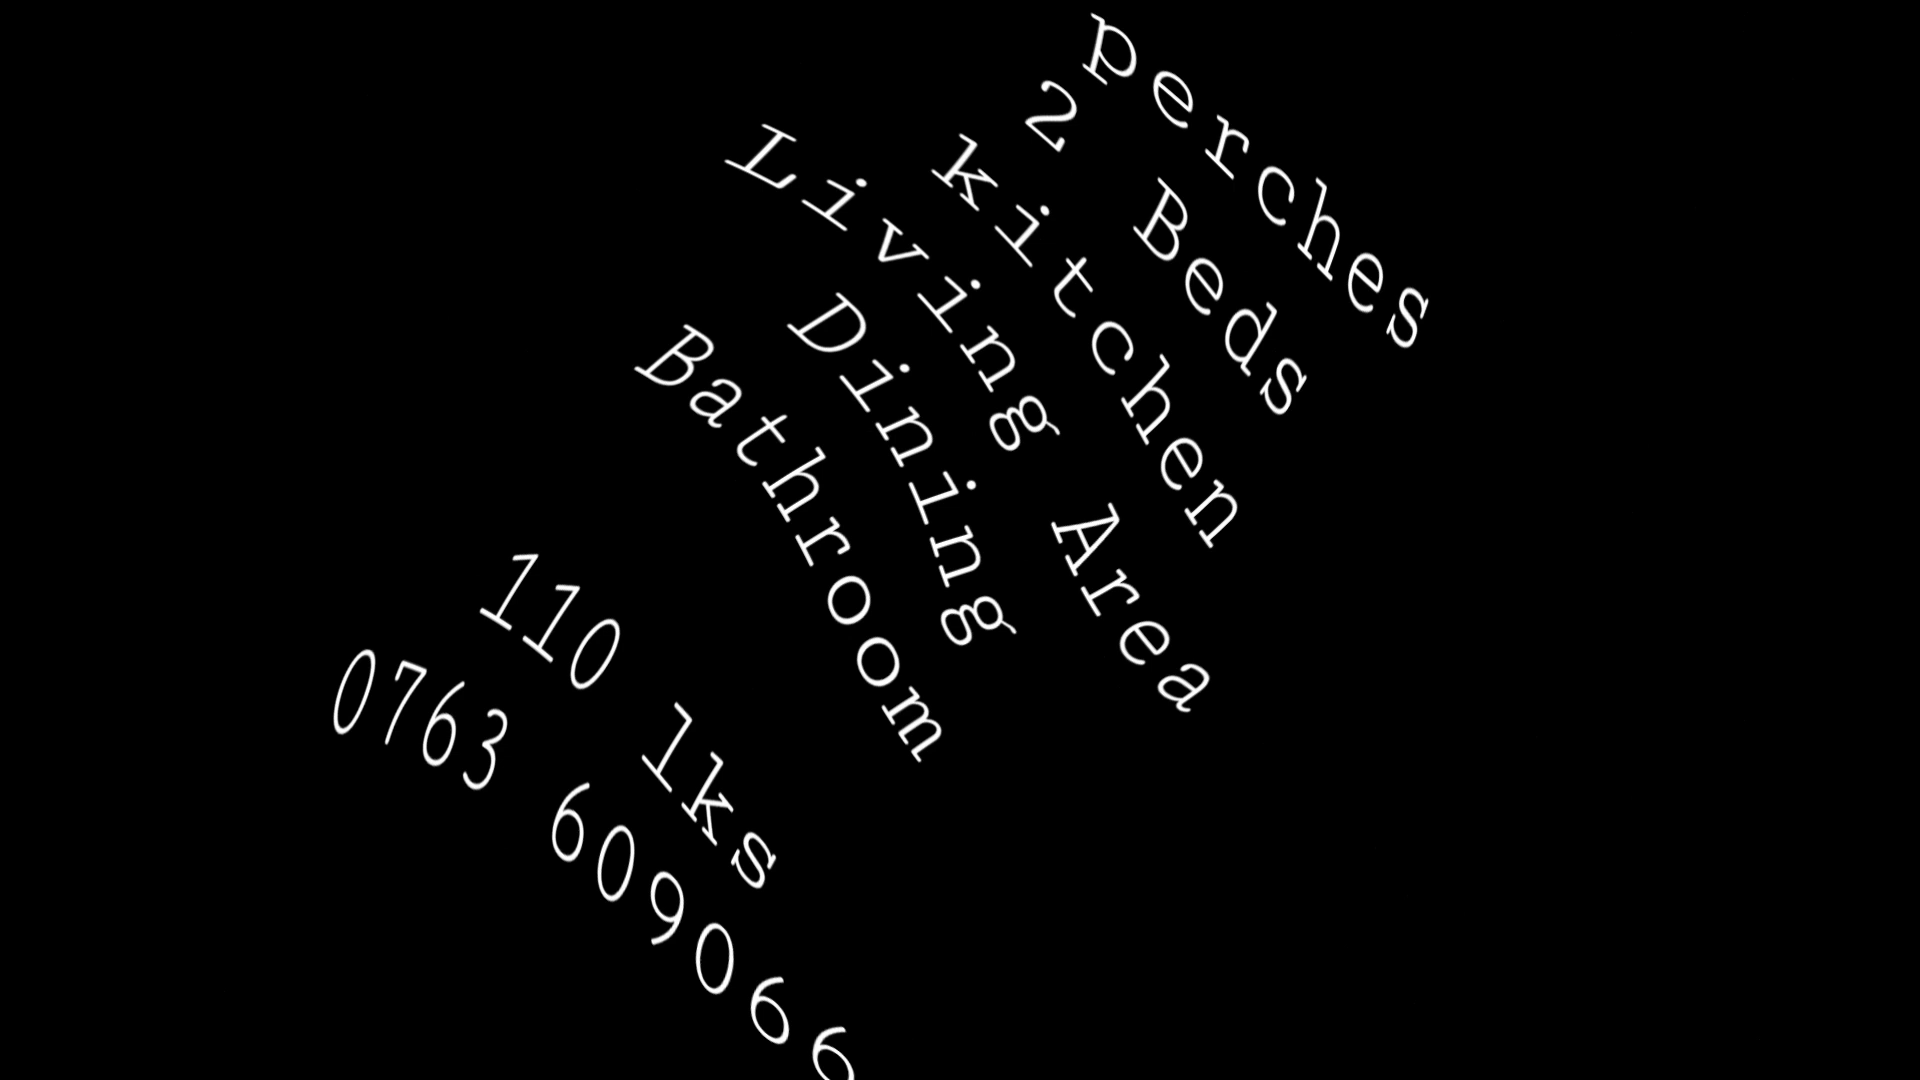 perches
2 Beds
kitchen
Living Area
Dining
Bathroom
110 lks
0763 609066